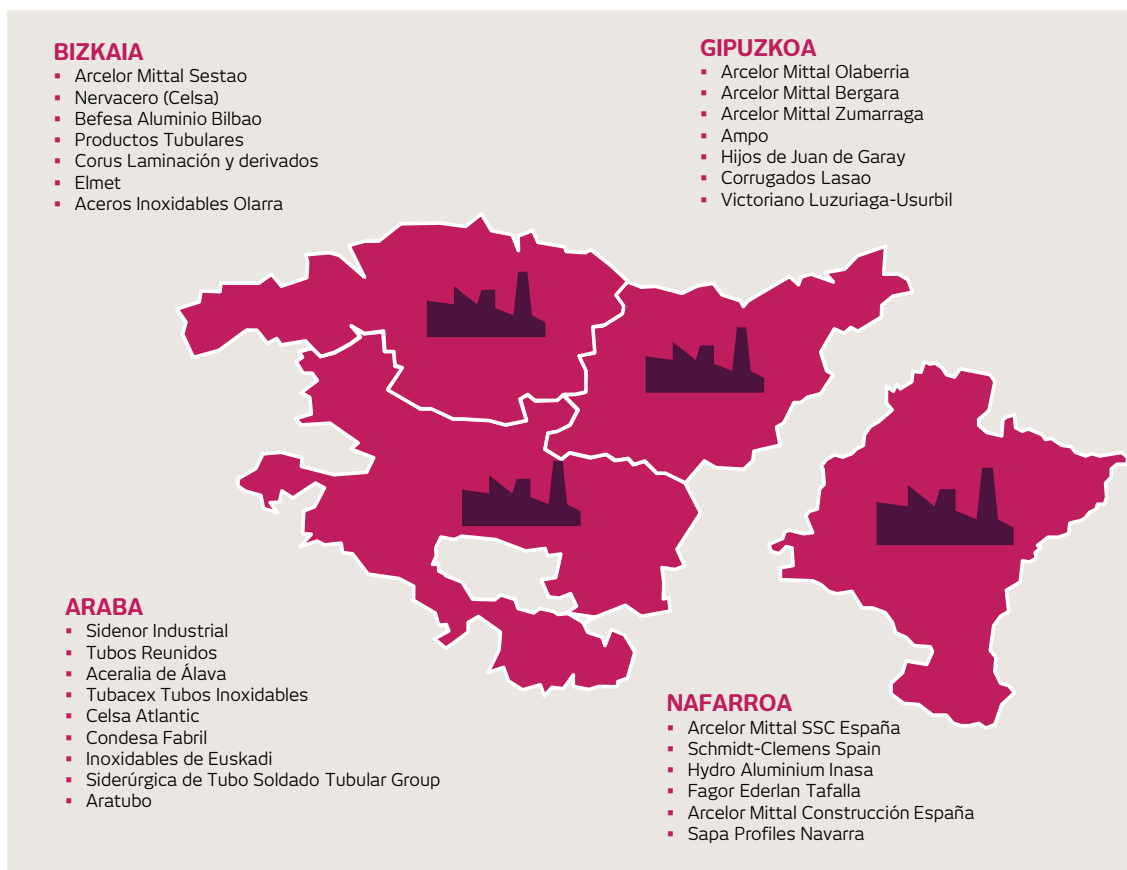 BIZKAIA
▪ Arcelor Mittal Sestao
▪ Nervacero (Celsa)
▪ Befesa Aluminio Bilbao
▪ Productos Tubulares
▪ Corus Laminación y derivados
▪ Elmet
▪ Aceros Inoxidables Olarra
GIPUZKOA
▪ Arcelor Mittal Olaberria
▪ Arcelor Mittal Bergara
▪ Arcelor Mittal Zumarraga
▪ Ampo
▪ Hijos de Juan de Garay
▪ Corrugados Lasao
▪ Victoriano Luzuriaga-Usurbil
ARABA
▪ Sidenor Industrial
▪ Tubos Reunidos
▪ Aceralia de Álava
▪ Tubacex Tubos Inoxidables
▪ Celsa Atlantic
▪ Condesa Fabril
▪ Inoxidables de Euskadi
▪ Siderúrgica de Tubo Soldado Tubular Group
▪ Aratubo
NAFARROA
▪ Arcelor Mittal SSC España
▪ Schmidt-Clemens Spain
▪ Hydro Aluminium Inasa
▪ Fagor Ederlan Tafalla
▪ Arcelor Mittal Construcción España
▪ Sapa Profiles Navarra